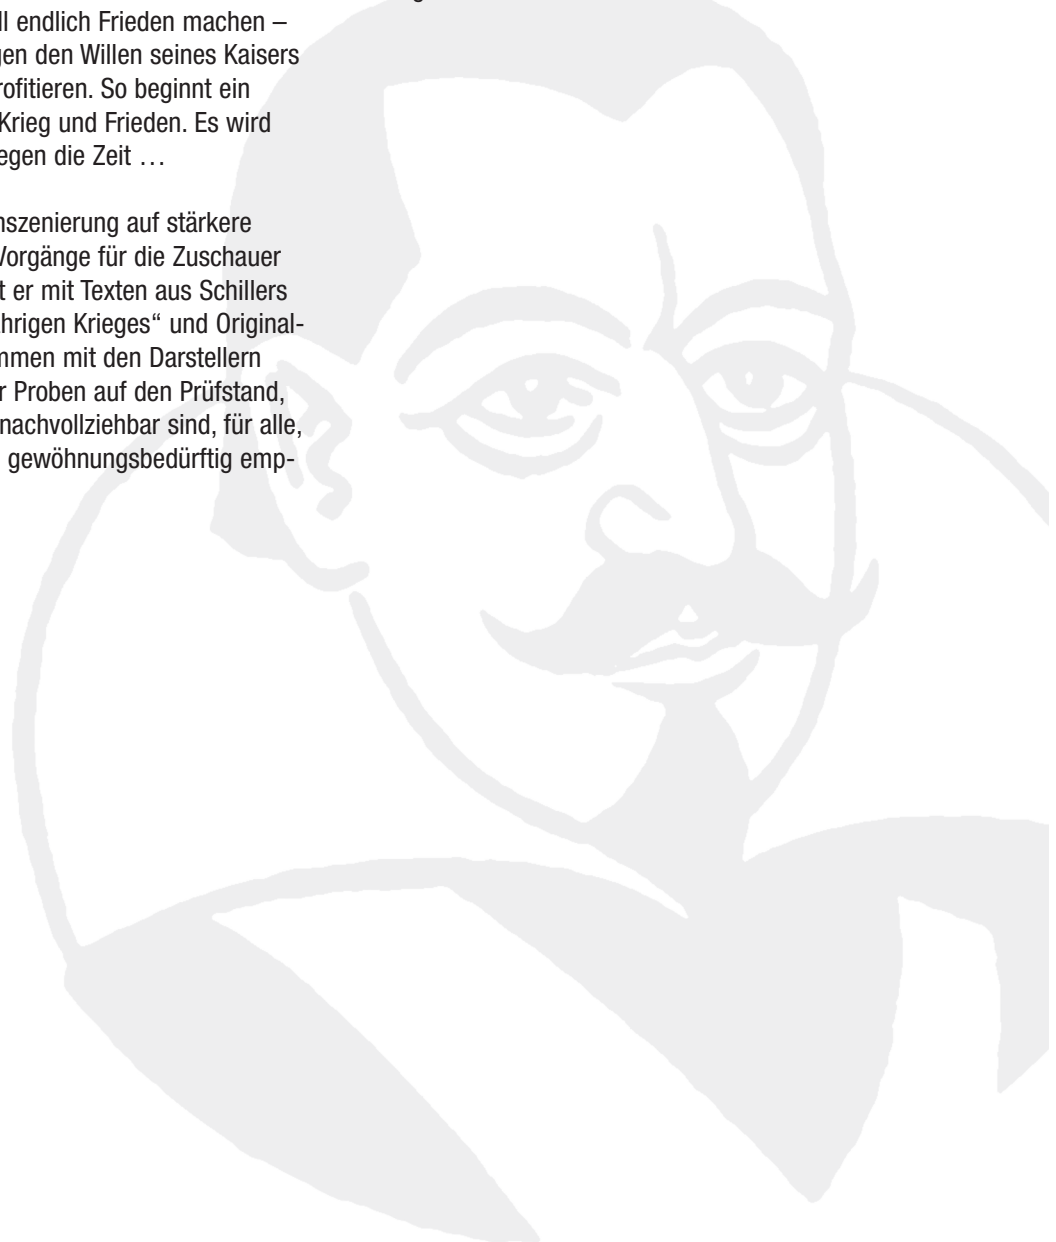 ll endlich Frieden machen –
gen den Willen seines Kaisers
rofitieren. So beginnt ein
Krieg und Frieden. Es wird
egen die Zeit …
nszenierung auf stärkere
Vorgänge für die Zuschauer
t er mit Texten aus Schillers
ährigen Krieges“ und Original-
mmen mit den Darstellern
r Proben auf den Prüfstand,
nachvollziehbar sind, für alle,
gewöhnungsbedürftig emp-